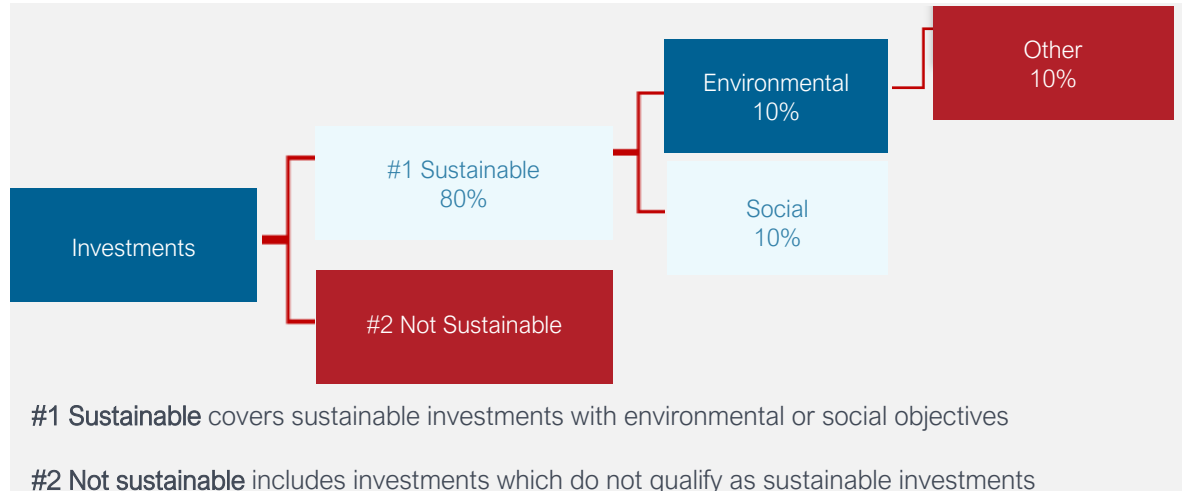 Other
10%
Environmental
10%
#1 Sustainable
80%
Social
10%
Investments
#2 Not Sustainable
#1 Sustainable covers sustainable investments with environmental or social objectives
#2 Not sustainable includes investments which do not qualify as sustainable investments